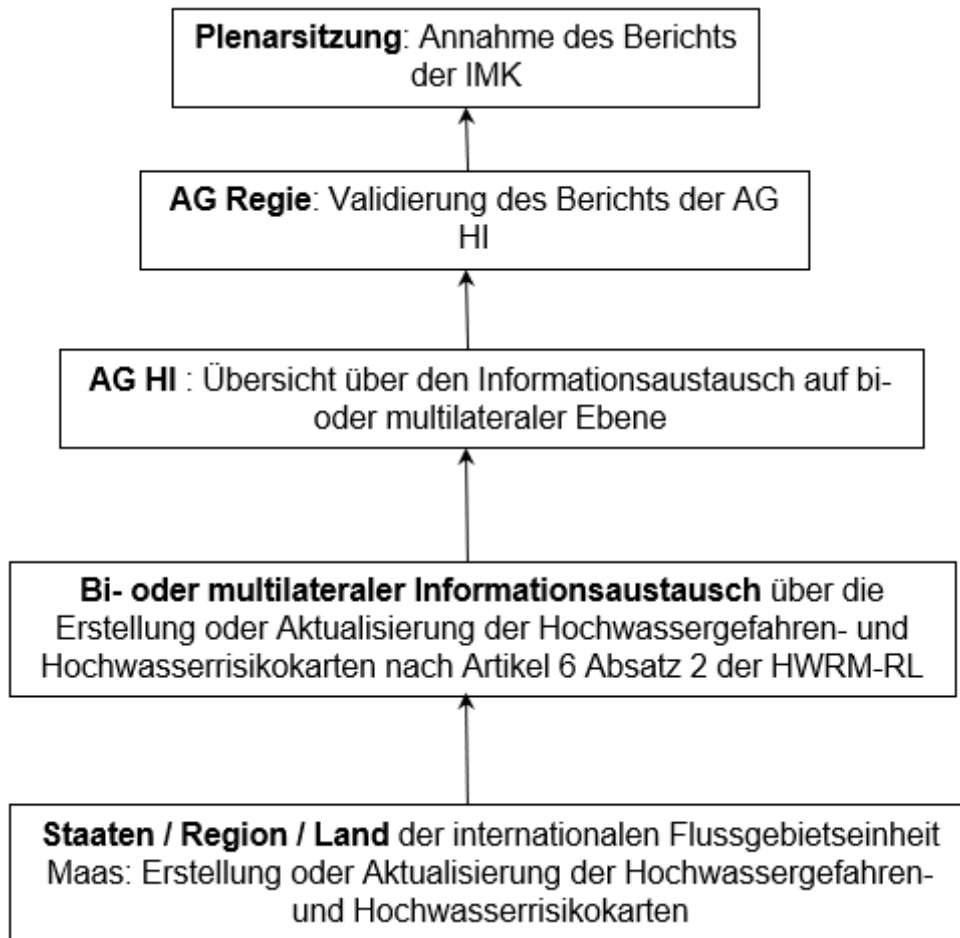 Plenarsitzung: Annahme des Berichts
der IMK
AG Regie: Validierung des Berichts der AG
HI
AG HI : Übersicht über den Informationsaustausch auf bi-
oder multilateraler Ebene
Bi- oder multilateraler Informationsaustausch über die
Erstellung oder Aktualisierung der Hochwassergefahren- und
Hochwasserrisikokarten nach Artikel 6 Absatz 2 der HWRM-RL
Staaten / Region / Land der internationalen Flussgebietseinheit
Maas: Erstellung oder Aktualisierung der Hochwassergefahren-
und Hochwasserrisikokarten